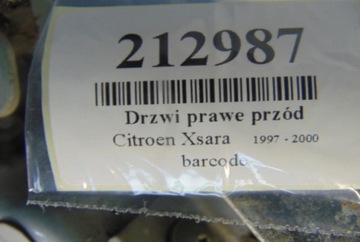 212987
Drzwi prawe przód
Citroen Xsara 1997 - 2000
barcode